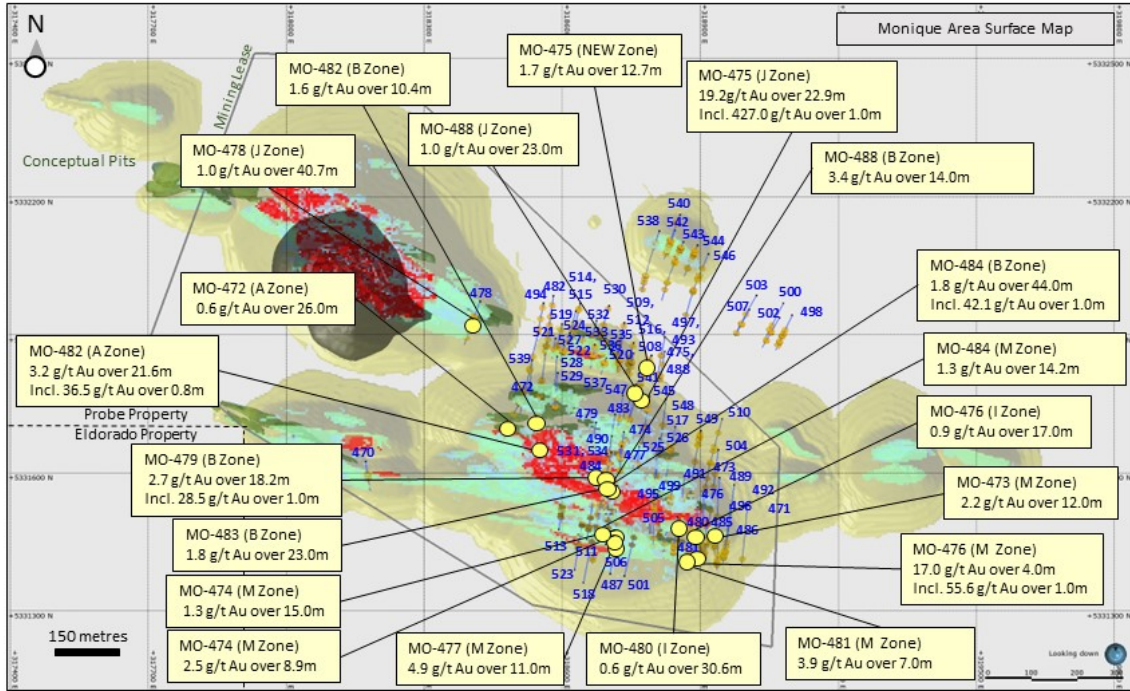 Monique Area Surface Map
N
MO-475 (NEW Zone)
1.7 g/t Au over 12.7m
MO-482 (B Zone)
1.6 g/t Au over 10.4m
MO-475 (J Zone)
19.2g/t Au over 22.9m
Incl. 427.0 g/t Au over 1.0m
Mining Lease
MO-488 (J Zone)
1.0 g/t Au over 23.0m
MO-478 (J Zone)
1.0 g/t Au over 40.7m
MO-488 (B Zone)
3.4 g/t Au over 14.0m
Conceptual Pits
MO-484 (B Zone)
1.8 g/t Au over 44.0m
Incl. 42.1 g/t Au over 1.0m
MO-472 (A Zone)
0.6 g/t Au over 26.0m
MO-482 (A Zone)
3.2 g/t Au over 21.6m
Incl. 36.5 g/t Au over 0.8m
MO-484 (M Zone)
1.3 g/t Au over 14.2m
MO-476 (I Zone)
0.9 g/t Au over 17.0m
Probe Property
Eldorado Property
MO-479 (B Zone)
2.7 g/t Au over 18.2m
Incl. 28.5 g/t Au over 1.0m
MO-473 (M Zone)
2.2 g/t Au over 12.0m
MO-483 (B Zone)
1.8 g/t Au over 23.0m
MO-476 (M Zone)
17.0 g/t Au over 4.0m
Incl. 55.6 g/t Au over 1.0m
MO-474 (M Zone)
1.3 g/t Au over 15.0m
MO-474 (M Zone)
2.5 g/t Au over 8.9m
MO-477 (M Zone)
4.9 g/t Au over 11.0m
MO-480 (I Zone)
0.6 g/t Au over 30.6m
MO-481 (M Zone)
3.9 g/t Au over 7.0m
150 metres
Looking down
0 100 200 300
317400 E
317700 E
318000 E
318300 E
318600 E
318900 E
319800 E
5332500 N
5332200 N
5331600 N
5331300 N
317400 E
317700 E
540
538
542
543
544
546
503
500
507
502
498
478
494
482
514,
515
530
509,
519
532
512
521
524
533
535
516,
497,
493
527
508
475,
522
520
488
539
528
529
537
547
541
545
472
479
483
548
510
517
549
474
526
490
525
504
477
531, 534
470
484
491
473
489
499
492
495
476
496
471
505
480
485
486
481
513
511
506
523
487
501
518